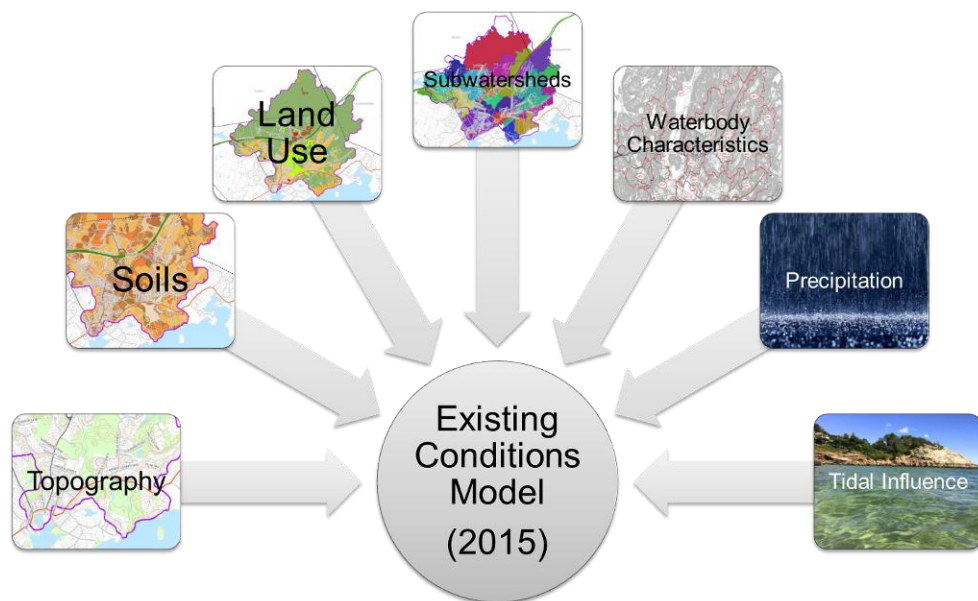 Subwatersheds
Land
Use
Waterbody
Characteristics
Soils
Precipitation
Topography
Tidal Influence
Existing
Conditions
Model
(2015)